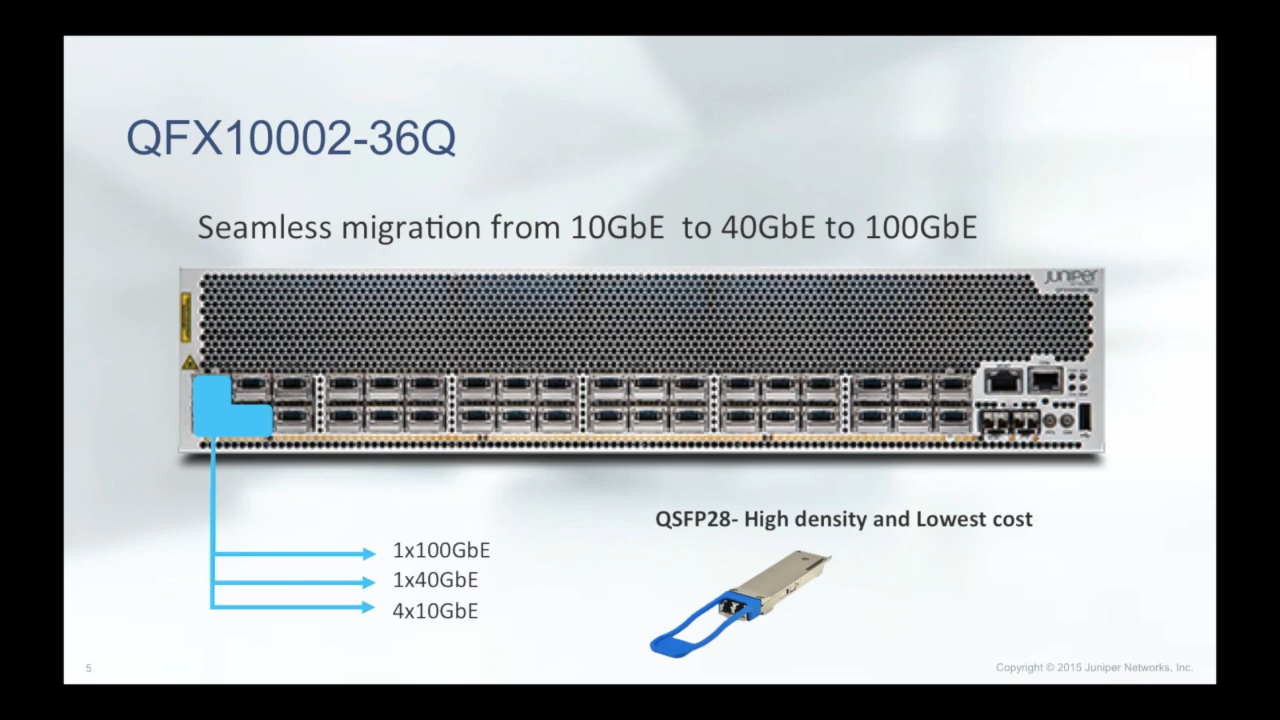 QFX10002-36Q
Seamless migration from 10GbE to 40GbE to 100GbE
JUNIPEr
QSFP28- High density and Lowest cost
1x100GbE
1x40GbE
4x10GbE
5
Copyright © 2015 Juniper Networks, Inc.